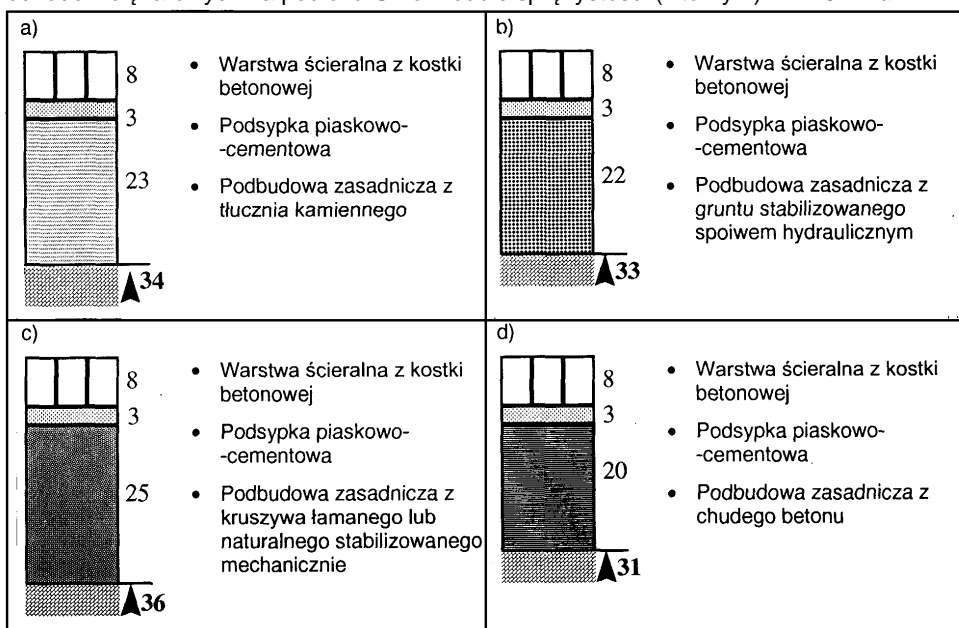 a)
8
3
23
34
• Warstwa ścieralna z kostki
betonowej
• Podsypka piaskowo-
-cementowa
• Podbudowa zasadnicza z
tłucznia kamiennego
b)
8
3
22
33
• Warstwa ścieralna z kostki
betonowej
• Podsypka piaskowo-
-cementowa
• Podbudowa zasadnicza z
gruntu stabilizowanego
spoiwem hydraulicznym
c)
8
3
25
36
• Warstwa ścieralna z kostki
betonowej
• Podsypka piaskowo-
-cementowa
• Podbudowa zasadnicza z
kruszywa łamanego lub
naturalnego stabilizowanego
mechanicznie
d)
8
3
20
31
• Warstwa ścieralna z kostki
betonowej
• Podsypka piaskowo-
-cementowa
• Podbudowa zasadnicza z
chudego betonu